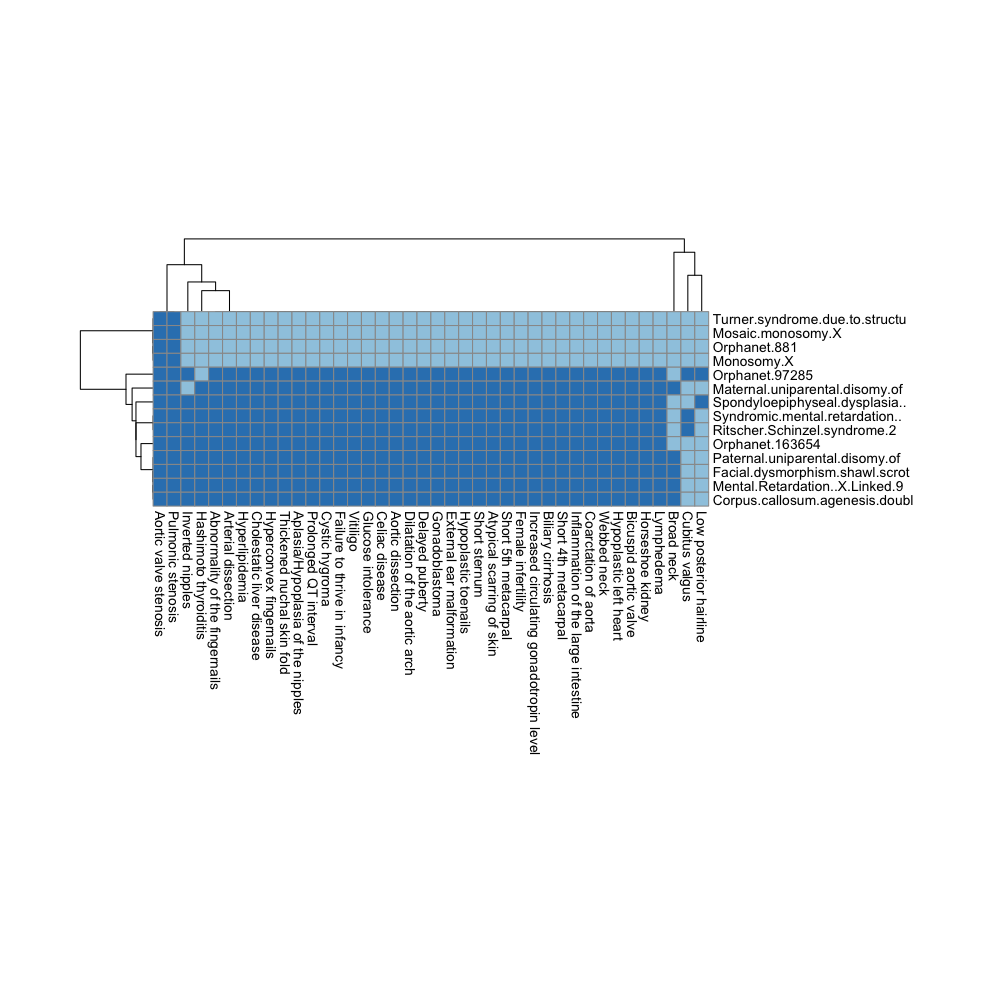 Turner.syndrome.due.to.structu
Mosaic.monosomy.X
Orphanet.881
Monosomy.X
Orphanet.97285
Maternal.uniparental.disomy.of
Spondyloepiphyseal.dysplasia..
Syndromic.mental.retardation..
Ritscher.Schinzel.syndrome.2
Orphanet.163654
Paternal.uniparental.disomy.of
Facial.dysmorphism.shawl.scrot
Mental.Retardation..X.Linked.9
Corpus.callosum.agenesis.doubl
Aortic valve stenosis
Pulmonic stenosis
Inverted nipples
Hashimoto thyroiditis
Abnormality of the fingernails
Arterial dissection
Hyperlipidemia
Cholestatic liver disease
Hyperconvex fingernails
Thickened nuchal skin fold
Aplasia/Hypoplasia of the nipples
Prolonged QT interval
Cystic hygroma
Failure to thrive in infancy
Vitiligo
Glucose intolerance
Celiac disease
Aortic dissection
Dilatation of the aortic arch
Delayed puberty
Gonadoblastoma
External ear malformation
Hypoplastic toenails
Short sternum
Atypical scarring of skin
Short 5th metacarpal
Female infertility
Increased circulating gonadotropin level
Biliary cirrhosis
Short 4th metacarpal
Inflammation of the large intestine
Coarctation of aorta
Webbed neck
Hypoplastic left heart
Bicuspid aortic valve
Horseshoe kidney
Lymphedema
Broad neck
Cubitus valgus
Low posterior hairline